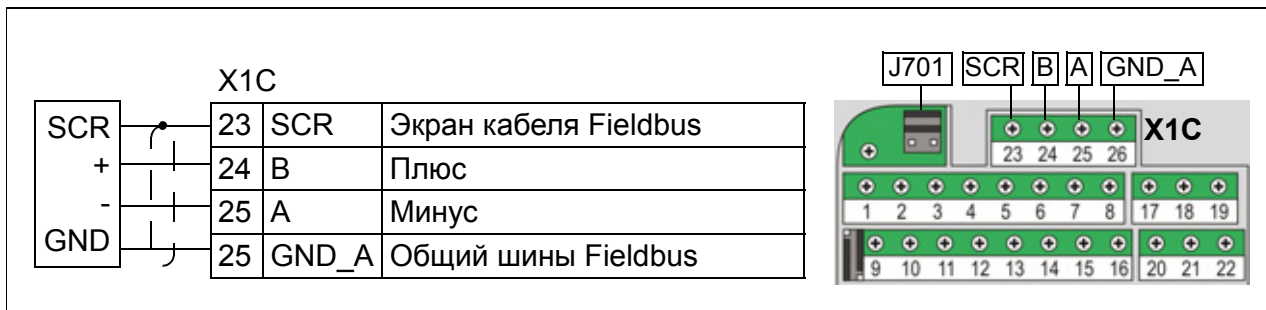 X1C
SCR 23 SCR Экран кабеля Fieldbus
+ 24 B Плюс
- 25 A Минус
GND 25 GND_A Общий шины Fieldbus
J701 SCR B A GND_A
X1C
23 24 25 26
1 2 3 4 5 6 7 8 17 18 19
9 10 11 12 13 14 15 16 20 21 22